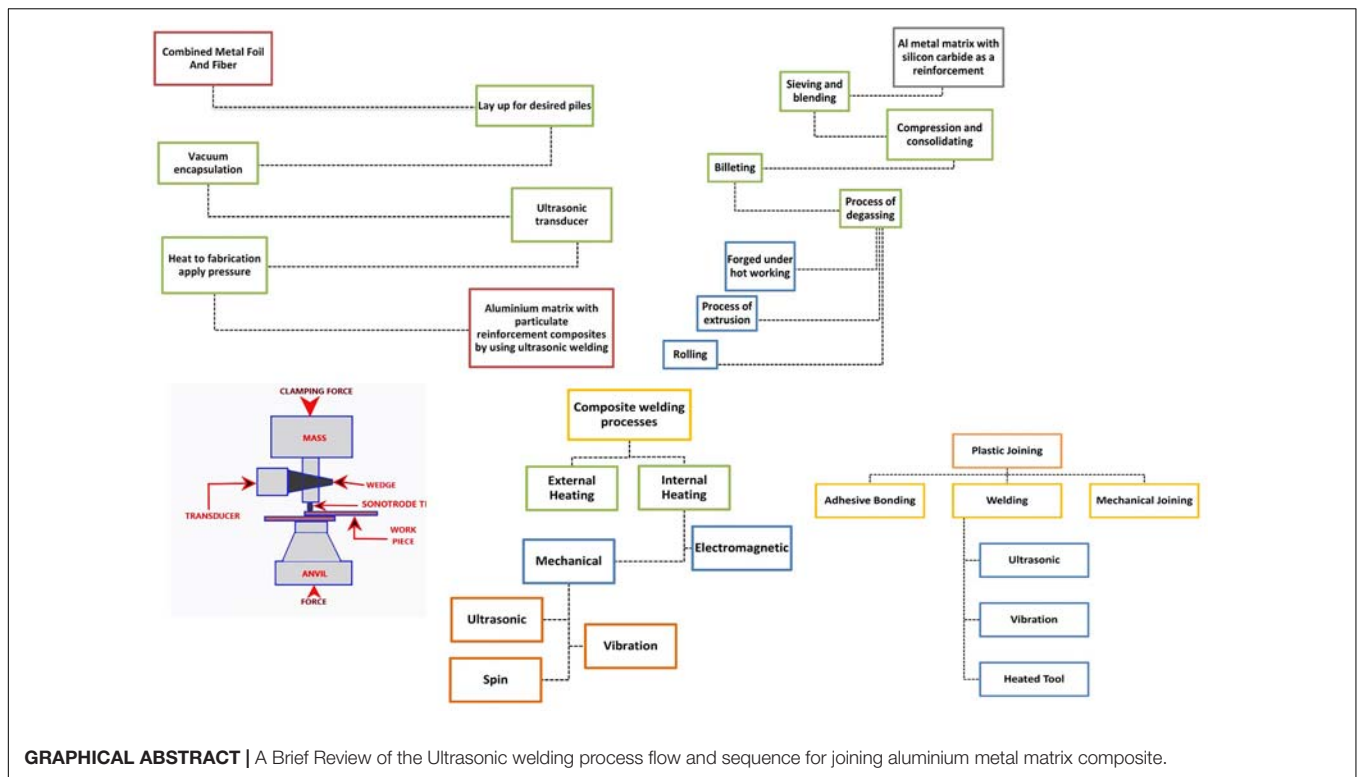 Combined Metal Foil
And Fiber
Lay up for desired piles
Vacuum
encapsulation
Ultrasonic
transducer
Heat to fabrication
apply pressure
Aluminium matrix with
particulate
reinforcement composites
by using ultrasonic welding
Al metal matrix with
silicon carbide as a
reinforcement
Sieving and
blending
Compression and
consolidating
Billeting
Process of
degassing
Forged under
hot working
Process of
extrusion
Rolling
CLAMPING FORCE
MASS
WEDGE
SONOTRODE TI
TRANSDUCER
WORK
PIECE
ANVIL
FORCE
Composite welding
processes
External
Heating
Internal
Heating
Mechanical
Electromagnetic
Ultrasonic
Vibration
Spin
Plastic Joining
Adhesive Bonding
Welding
Mechanical Joining
Ultrasonic
Vibration
Heated Tool
GRAPHICAL ABSTRACT | A Brief Review of the Ultrasonic welding process flow and sequence for joining aluminium metal matrix composite.